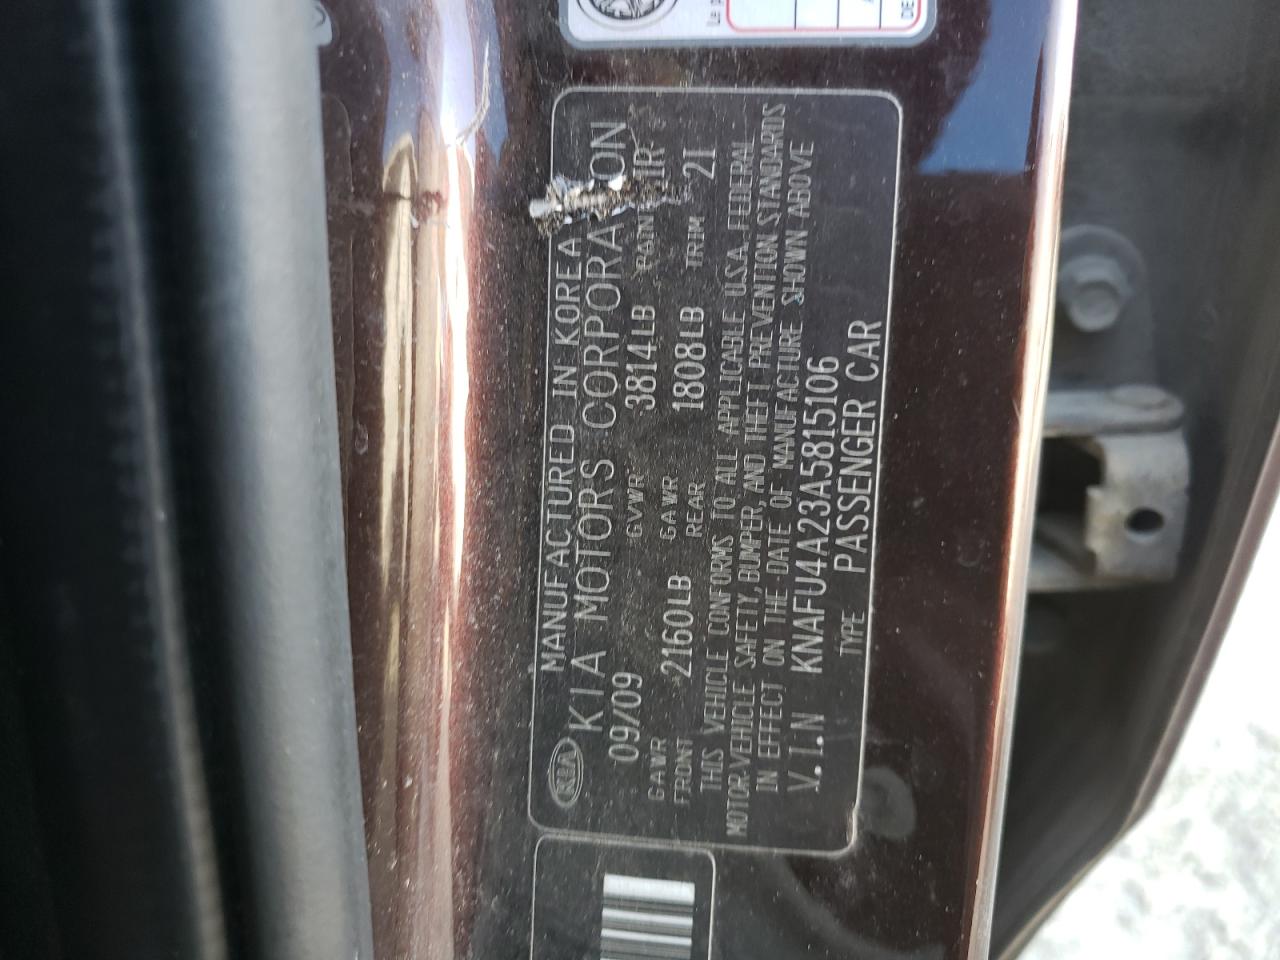 KIA
MANUFACTURED IN KOREA
KIA MOTORS CORPORA ON
09/09 GVWR 3814LB
GAWR FRONT 2160LB GAWR REAR 1808LB TRIM 2I
THIS VEHICLE CONFORMS TO ALL APPLICABLE U.S.A. FEDERAL
MOTOR VEHICLE SAFETY, BUMPER, AND THEFT PREVENTION STANDARDS
IN EFFECT ON THE DATE OF MANUFACTURE SHOWN ABOVE
V.I.N KNAFU4A23A5815106
TYPE PASSENGER CAR